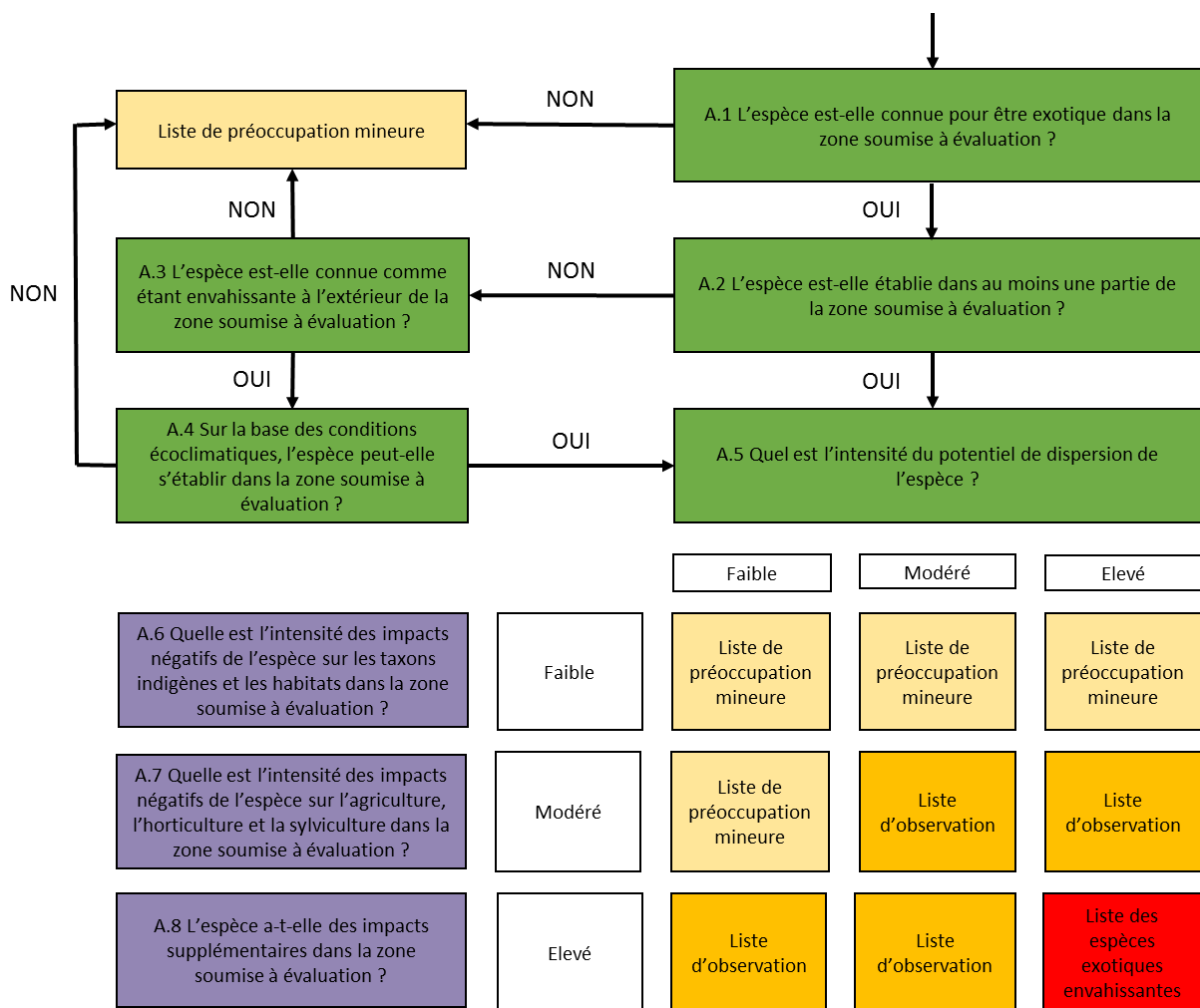 NON
A.1 L'espèce est-elle connue pour être exotique dans la
zone soumise à évaluation ?
Liste de préoccupation mineure
NON
OUI
A.3 L'espèce est-elle connue comme
étant envahissante à l'extérieur de la
zone soumise à évaluation ?
NON
A.2 L'espèce est-elle établie dans au moins une partie de
la zone soumise à évaluation ?
NON
OUI
OUI
A.4 Sur la base des conditions
écoclimatiques, l'espèce peut-elle
s'établir dans la zone soumise à
évaluation ?
OUI
A.5 Quel est l'intensité du potentiel de dispersion de
l'espèce ?
Faible
Modéré
Elevé
A.6 Quelle est l'intensité des impacts
négatifs de l'espèce sur les taxons
indigènes et les habitats dans la zone
soumise à évaluation ?
Faible
Liste de
préoccupation
mineure
Liste de
préoccupation
mineure
Liste de
préoccupation
mineure
A.7 Quelle est l'intensité des impacts
négatifs de l'espèce sur l'agriculture,
l'horticulture et la sylviculture dans la
zone soumise à évaluation ?
Modéré
Liste de
préoccupation
mineure
Liste
d'observation
Liste
d'observation
A.8 L'espèce a-t-elle des impacts
supplémentaires dans la zone
soumise à évaluation ?
Elevé
Liste
d'observation
Liste
d'observation
Liste des
espèces
exotiques
envahissantes